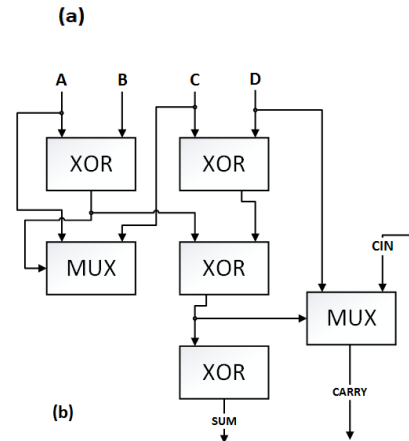 (a)
A B C D
XOR XOR
CIN
MUX XOR
MUX
XOR
CARRY
(b)
SUM